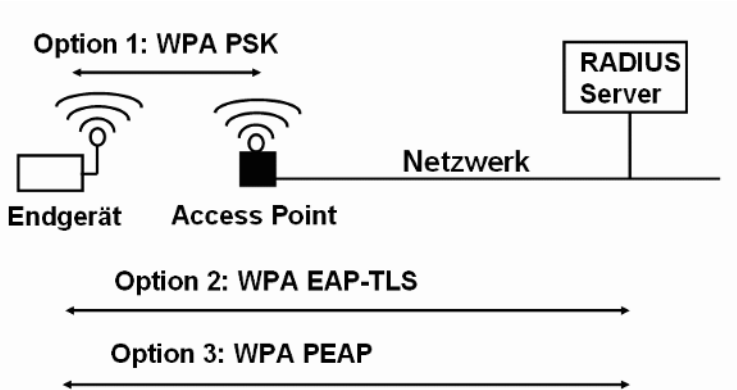 Option 1: WPA PSK
RADIUS
Server
Netzwerk
Endgerät
Access Point
Option 2: WPA EAP-TLS
Option 3: WPA PEAP